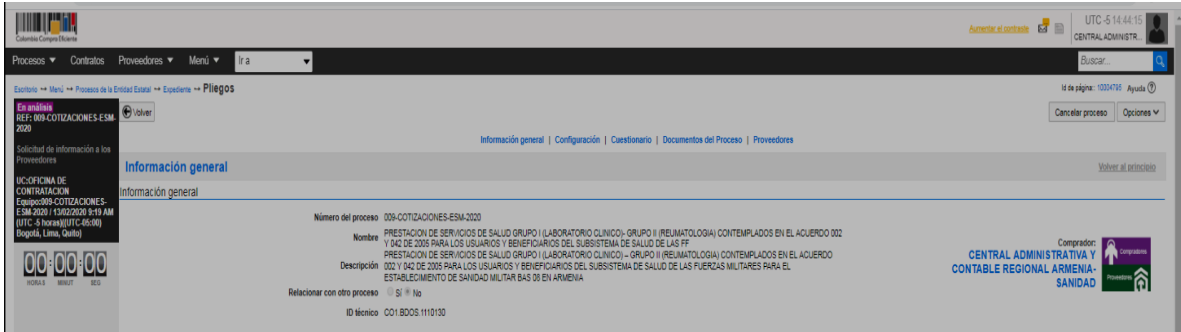 Colombia Compra Eficiente
Aumentar el contraste
UTC -5 14:44:15
CENTRAL ADMINISTR...
Procesos Contratos Proveedores Menú Ir a Buscar...
Escritorio → Menú → Procesos de la Entidad Estatal → Expediente → Pliegos
Id de página:: 10004798 Ayuda
En análisis
REF: 009-COTIZACIONES-ESM-
2020
Volver
Cancelar proceso Opciones
Información general | Configuración | Cuestionario | Documentos del Proceso | Proveedores
Solicitud de información a los
Proveedores
Información general
Volver al principio
UC:OFICINA DE
CONTRATACION
Equipo:009-COTIZACIONES-
ESM-2020 / 13/02/2020 9:19 AM
(UTC -5 horas)((UTC-05:00)
Bogotá, Lima, Quito)
00:00:00
HORAS MINUT SEG
Información general
Número del proceso 009-COTIZACIONES-ESM-2020
Nombre PRESTACION DE SERVICIOS DE SALUD GRUPO I (LABORATORIO CLINICO)- GRUPO II (REUMATOLOGIA) CONTEMPLADOS EN EL ACUERDO 002
Y 042 DE 2005 PARA LOS USUARIOS Y BENEFICIARIOS DEL SUBSISTEMA DE SALUD DE LAS FF
Descripción PRESTACION DE SERVICIOS DE SALUD GRUPO I (LABORATORIO CLINICO) – GRUPO II (REUMATOLOGIA) CONTEMPLADOS EN EL ACUERDO
002 Y 042 DE 2005 PARA LOS USUARIOS Y BENEFICIARIOS DEL SUBSISTEMA DE SALUD DE LAS FUERZAS MILITARES PARA EL
ESTABLECIMIENTO DE SANIDAD MILITAR BAS 08 EN ARMENIA
Relacionar con otro proceso Sí No
ID técnico CO1.BDOS.1110130
Comprador:
CENTRAL ADMINISTRATIVA Y
CONTABLE REGIONAL ARMENIA-
SANIDAD
Compradores
Proveedores